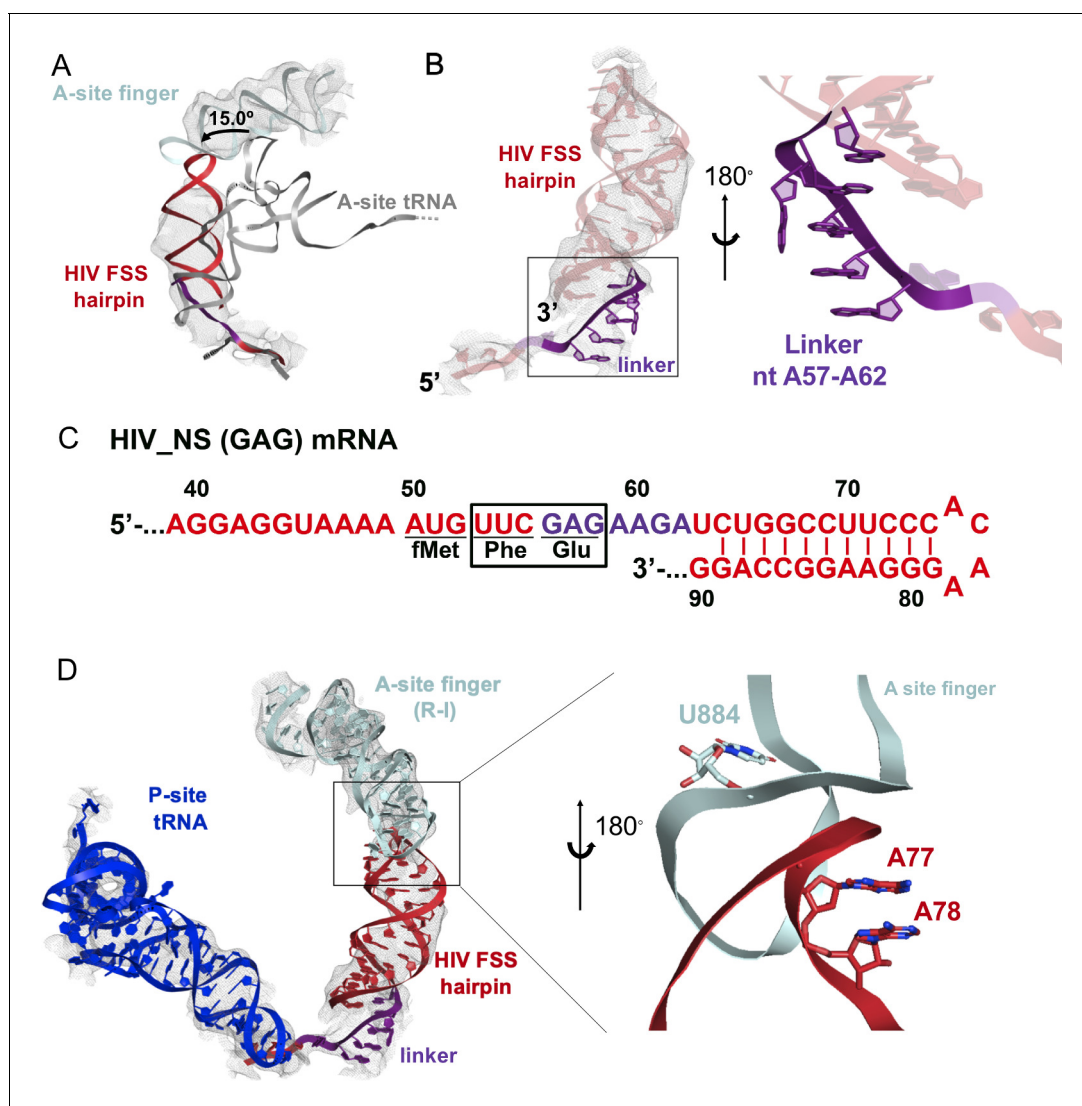 A
A-site finger
15.0°
A-site tRNA
HIV FSS
hairpin
B
HIV FSS
hairpin
180°
3’
5’
linker
Linker
nt A57-A62
C HIV_NS (GAG) mRNA
40 50 60 70
5’-...AGGAGGUAAAA AUG UUC GAGAAGAUCUGGCCUUCCC A C
fMet Phe Glu
3’-...GGACCGGAAGGG A A
90 80
D
A-site finger
(R-I)
P-site
tRNA
HIV FSS
hairpin
linker
180°
A site finger
U884
A77
A78